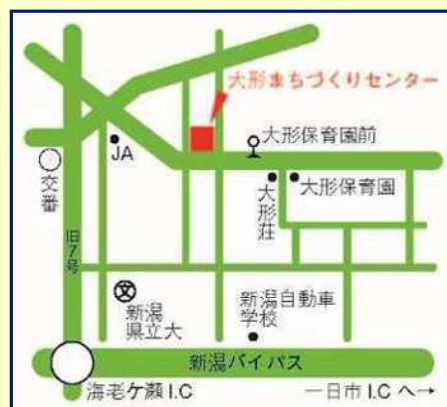 大形まちづくりセンター
大形保育園前
JA
交番
大形荘
大形保育園
旧7号
新潟
県立大
新潟自動車
学校
新潟バイパス
海老ケ瀬I.C
一日市I.Cへ→